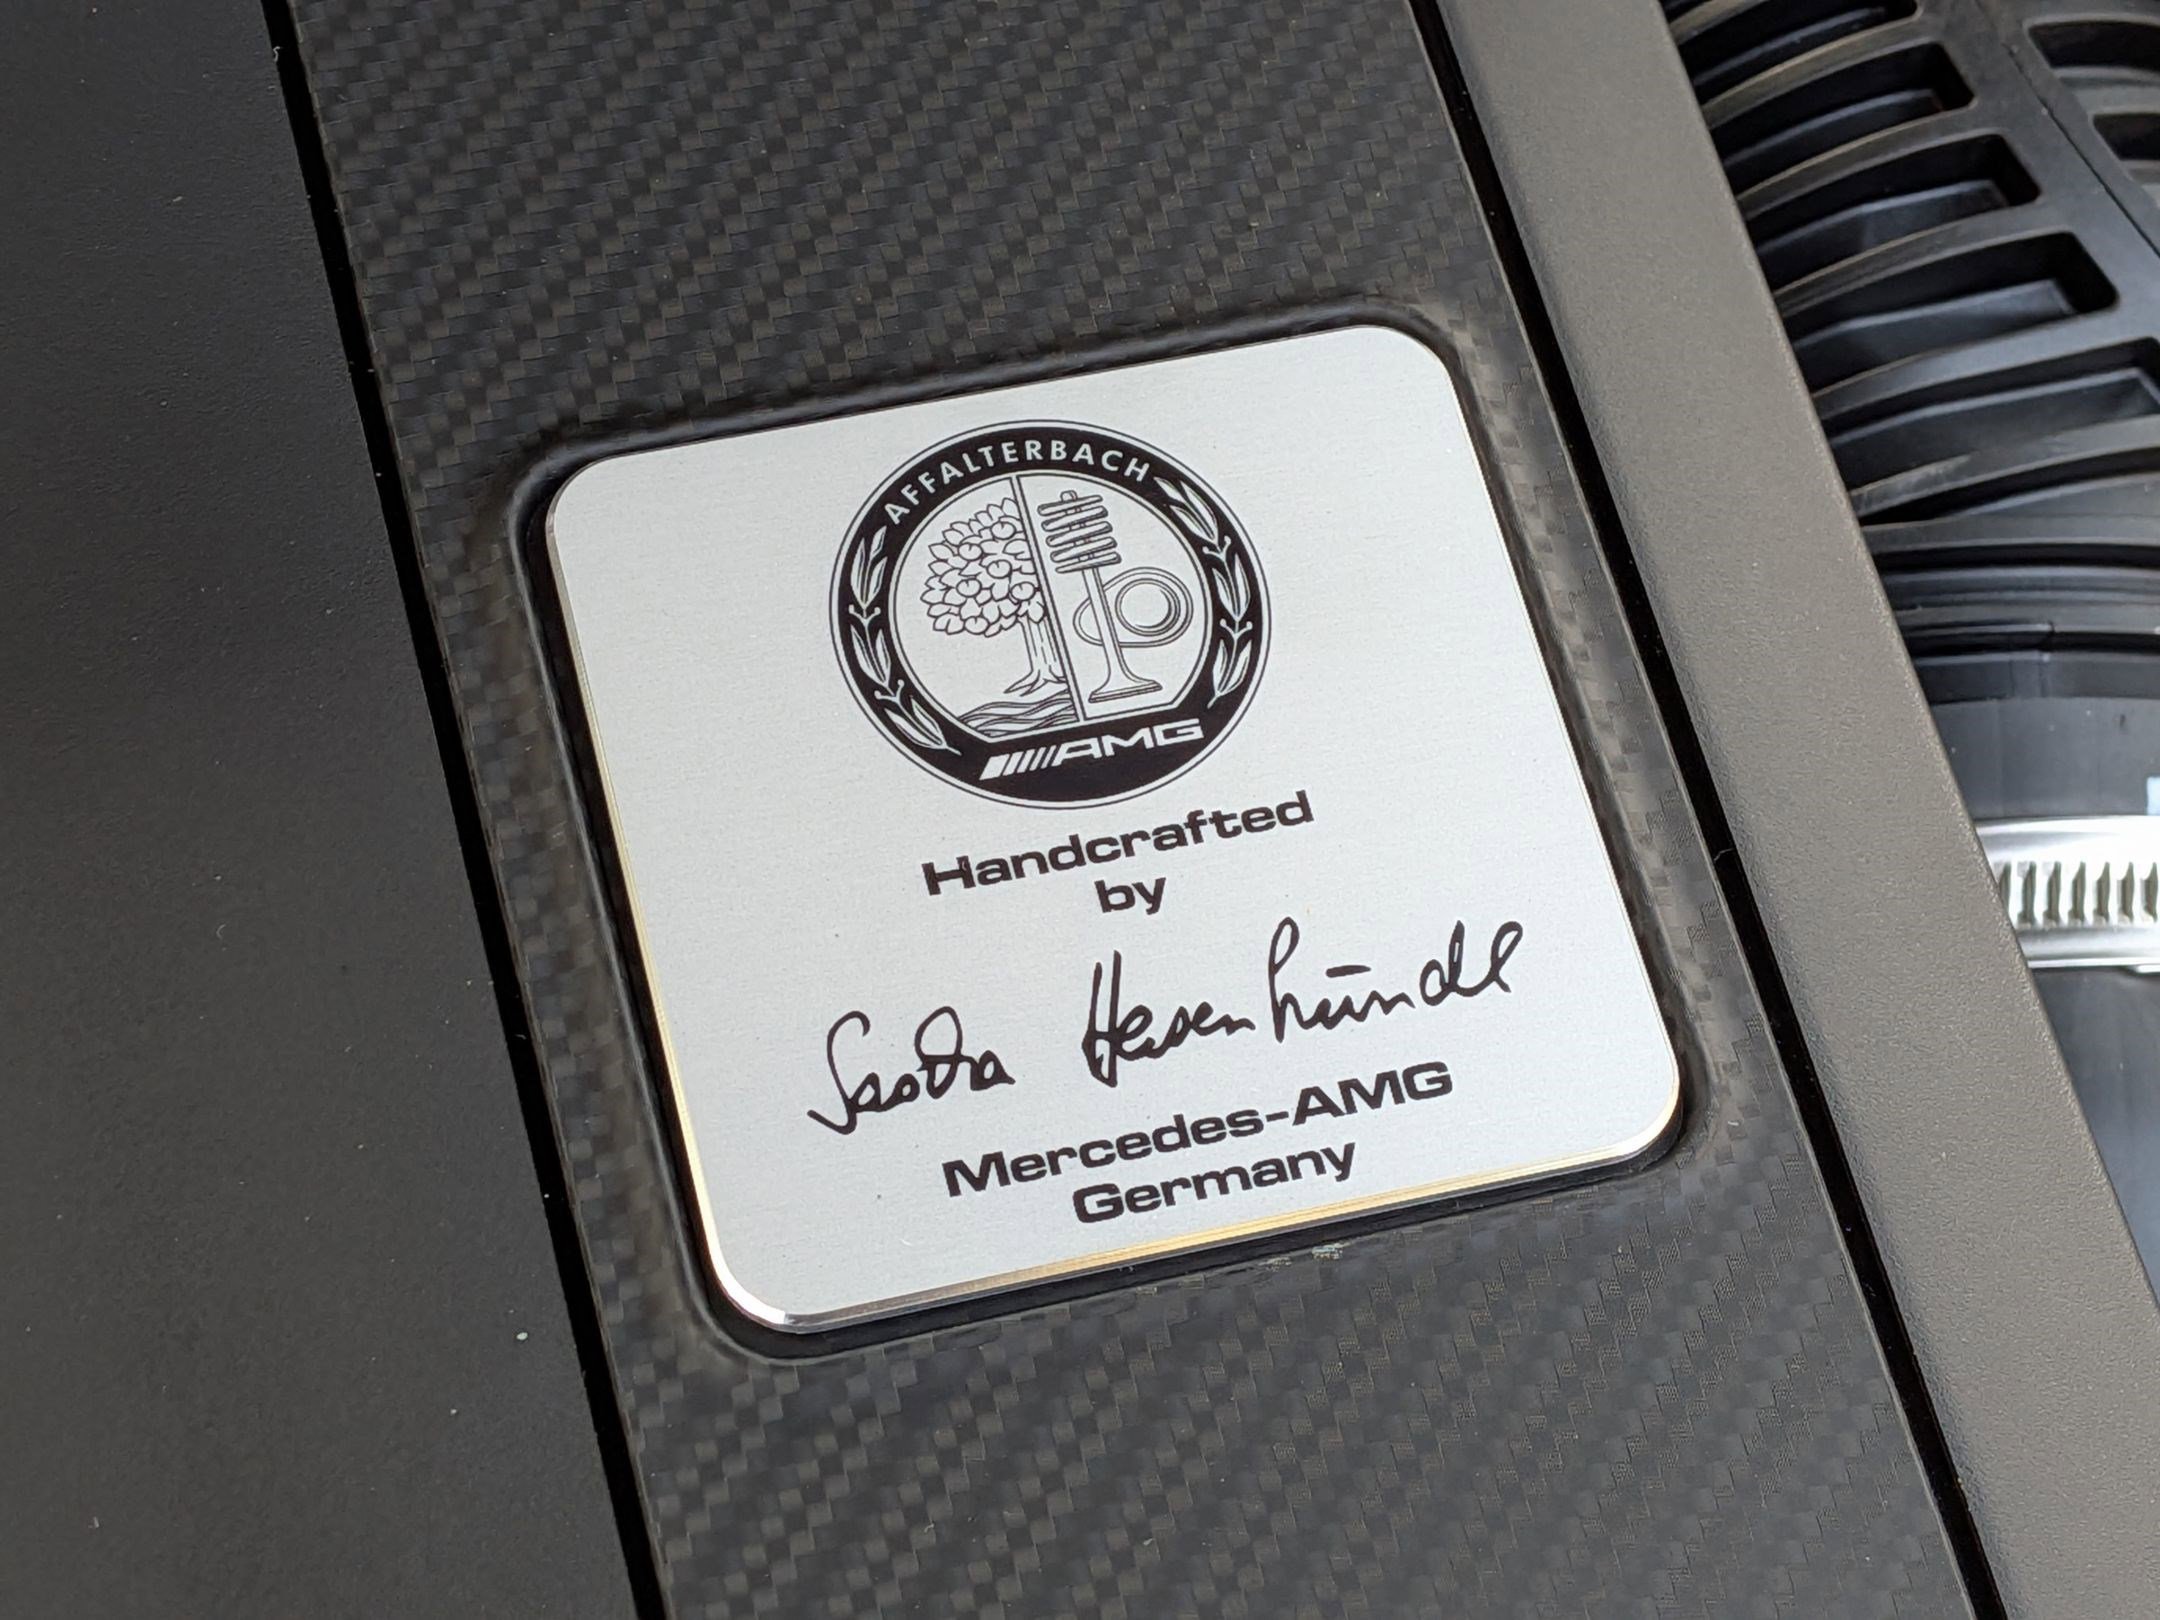 AFFALTERBACH
AMG
Handcrafted
by
Mercedes-AMG
Germany